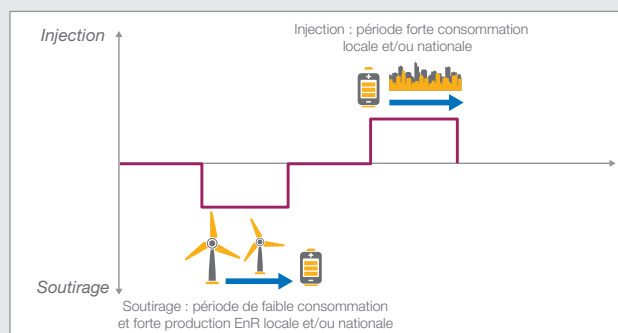 Injection
Injection : période forte consommation
locale et/ou nationale
Soutirage
Soutirage : période de faible consommation
et forte production EnR locale et/ou nationale